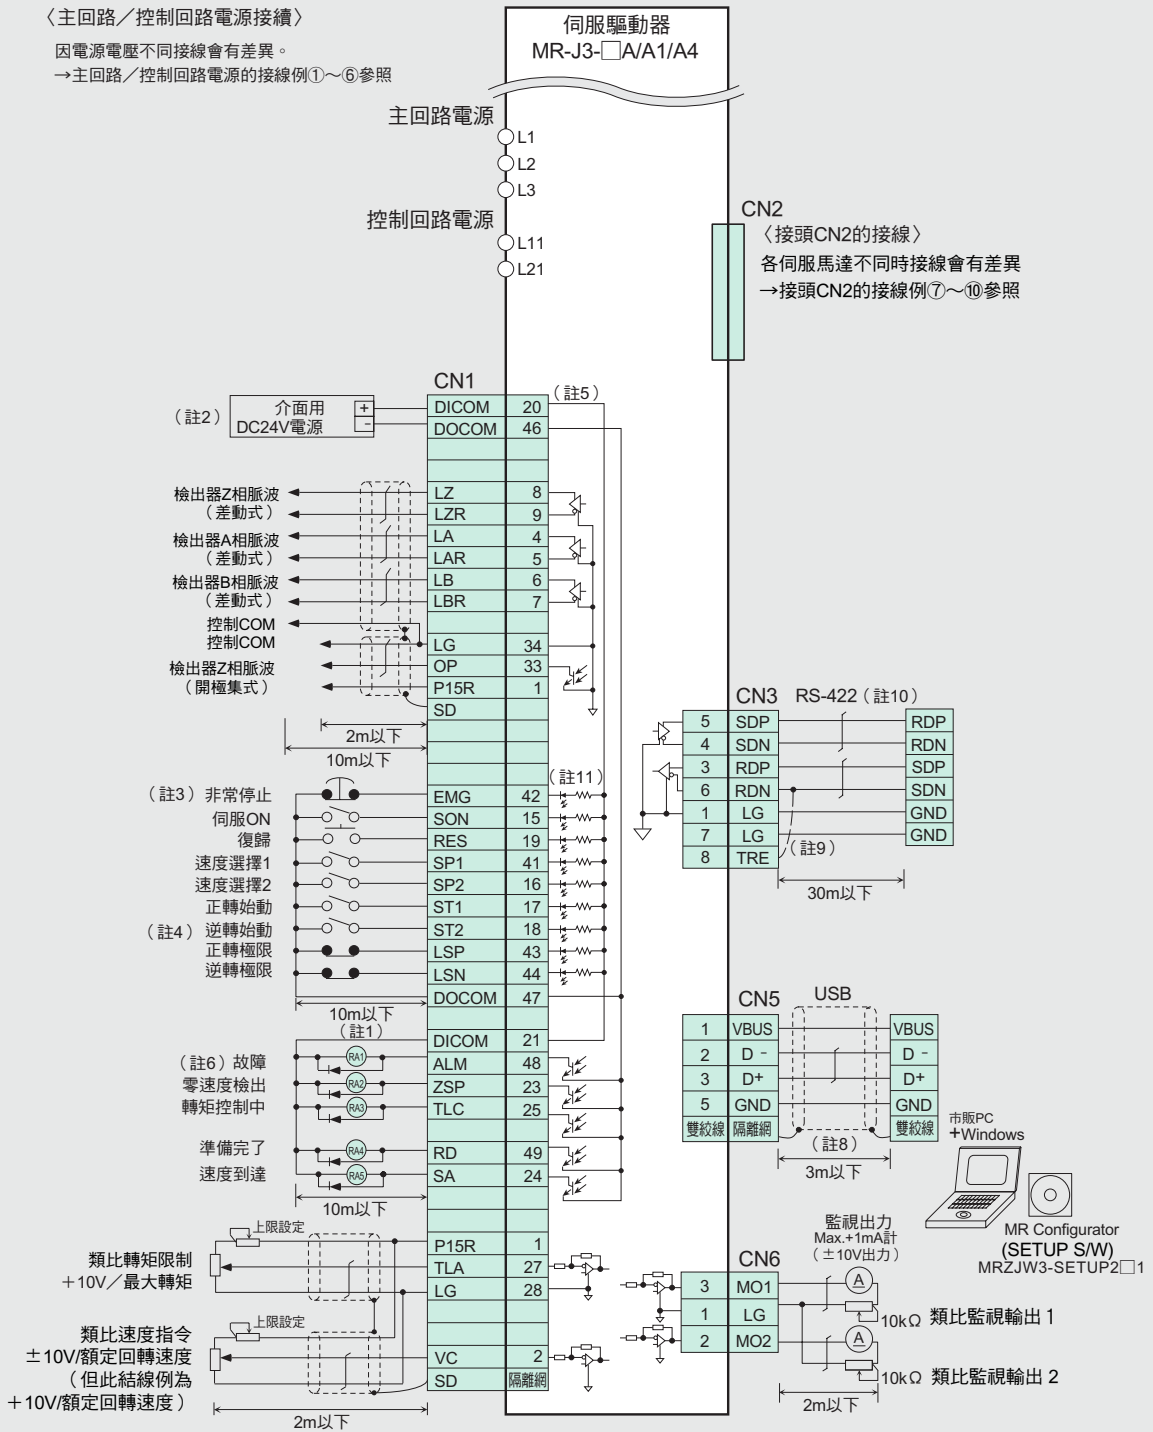 〈主回路／控制回路電源接續〉
因電源電壓不同接線會有差異。
→主回路／控制回路電源的接線例①～⑥參照
伺服驅動器
MR-J3-□A/A1/A4
主回路電源
L1
L2
L3
控制回路電源
L11
L21
CN2
〈接頭CN2的接線〉
各伺服馬達不同時接線會有差異
→接頭CN2的接線例⑦～⑩參照
CN1
（註5）
（註2）
介面用
DC24V電源
+
-
DICOM 20
DOCOM 46
檢出器Z相脈波
（差動式）
LZ 8
LZR 9
檢出器A相脈波
（差動式）
LA 4
LAR 5
檢出器B相脈波
（差動式）
LB 6
LBR 7
控制COM
控制COM
LG 34
檢出器Z相脈波
（開極集式）
OP 33
P15R 1
SD
2m以下
10m以下
（註11）
（註3）非常停止 EMG 42
伺服ON SON 15
復歸 RES 19
速度選擇1 SP1 41
速度選擇2 SP2 16
正轉始動 ST1 17
（註4）逆轉始動 ST2 18
正轉極限 LSP 43
逆轉極限 LSN 44
DOCOM 47
10m以下
（註1）
DICOM 21
（註6）故障 RA1 ALM 48
零速度檢出 RA2 ZSP 23
轉矩控制中 RA3 TLC 25
準備完了 RA4 RD 49
速度到達 RA5 SA 24
10m以下
上限設定
類比轉矩限制
＋10V／最大轉矩
P15R 1
TLA 27
LG 28
上限設定
類比速度指令
±10V/額定回轉速度
（但此結線例為
＋10V/額定回轉速度）
VC 2
SD 隔離網
2m以下
CN3
RS-422（註10）
5 SDP RDP
4 SDN RDN
3 RDP SDP
6 RDN SDN
1 LG GND
7 LG GND
8 TRE
（註9）
30m以下
CN5
USB
1 VBUS VBUS
2 D - D -
3 D+ D+
5 GND GND
雙絞線 隔離網 雙絞線
（註8）
3m以下
市販PC
+Windows
MR Configurator
(SETUP S/W)
MRZJW3-SETUP2□1
監視出力
Max.+1mA計
（±10V出力）
CN6
3 MO1
1 LG
2 MO2
A
10kΩ 類比監視輸出 1
A
10kΩ 類比監視輸出 2
2m以下